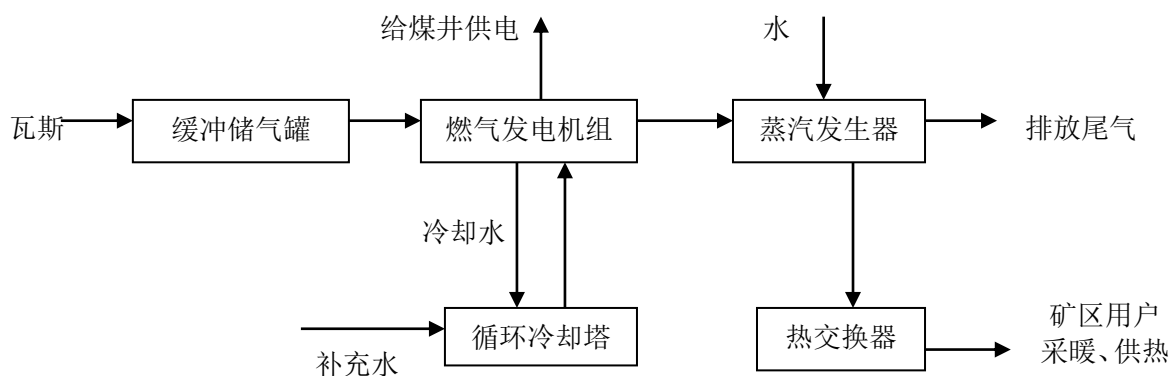 给煤井供电
水
瓦斯
缓冲储气罐
燃气发电机组
蒸汽发生器
排放尾气
冷却水
循环冷却塔
热交换器
矿区用户
采暖、供热
补充水